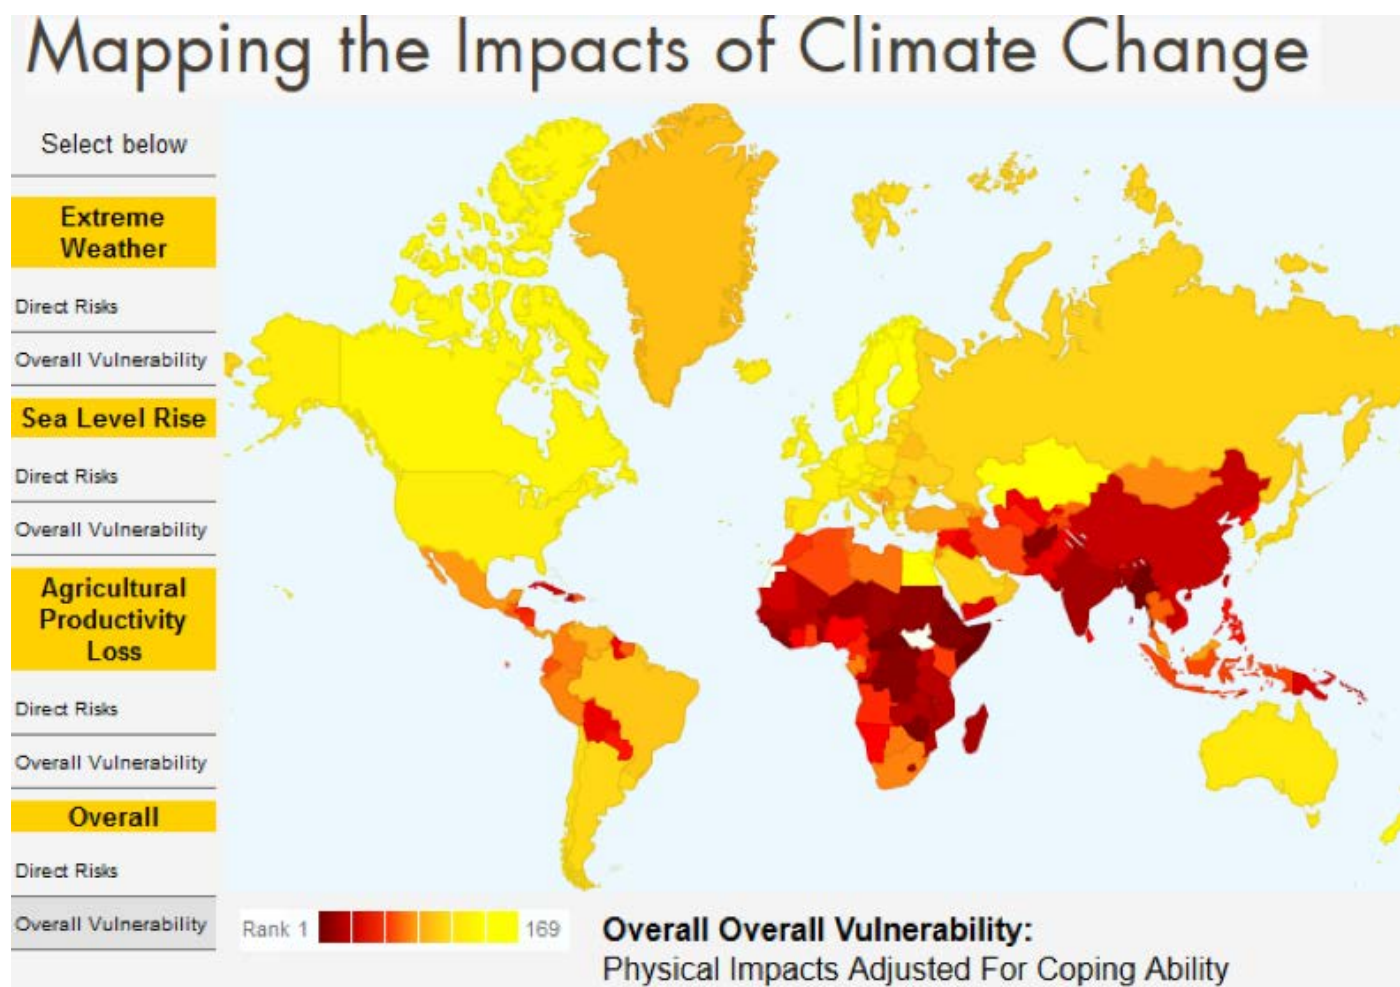 Mapping the Impacts of Climate Change
Select below
Extreme
Weather
Direct Risks
Overall Vulnerability
Sea Level Rise
Direct Risks
Overall Vulnerability
Agricultural
Productivity
Loss
Direct Risks
Overall Vulnerability
Overall
Direct Risks
Overall Vulnerability
Rank 1 169
Overall Overall Vulnerability:
Physical Impacts Adjusted For Coping Ability